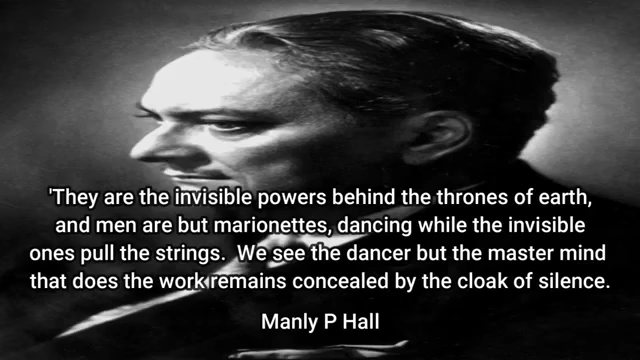 'They are the invisible powers behind the thrones of earth,
and men are but marionettes, dancing while the invisible
ones pull the strings.  We see the dancer but the master mind
that does the work remains concealed by the cloak of silence.
Manly P Hall